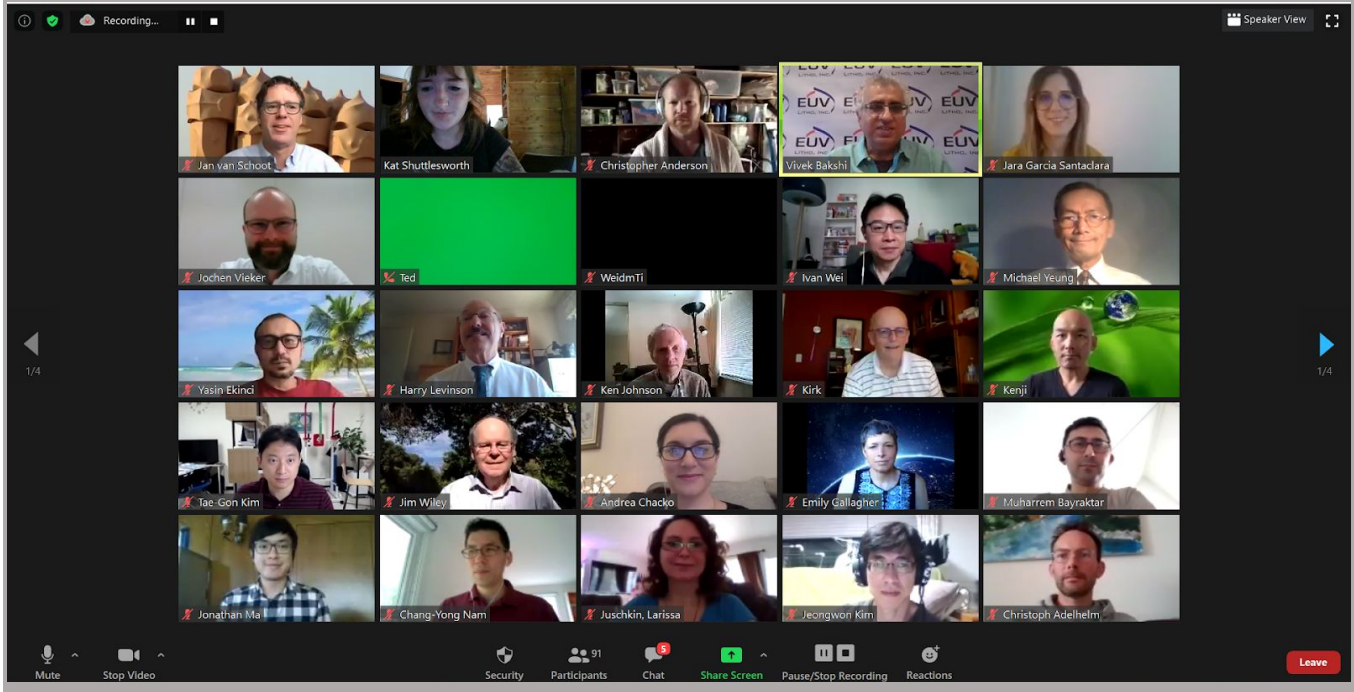 Recording...
Speaker View
EUV EUV EUV EUV
LITHO, INC.
Jan van Schoot
Kat Shuttlesworth
Christopher Anderson
Vivek Bakshi
Jara Garcia Santaclara
Jochen Vieker
Ted
WeidmTi
Ivan Wei
Michael Yeung
1/4
1/4
Yasin Ekinci
Harry Levinson
Ken Johnson
Kirk
Kenji
Tae-Gon Kim
Jim Wiley
Andrea Chacko
Emily Gallagher
Muharrem Bayraktar
Jonathan Ma
Chang-Yong Nam
Juschkin, Larissa
Jeongwon Kim
Christoph Adelhelm
91
5
Mute
Stop Video
Security
Participants
Chat
Share Screen
Pause/Stop Recording
Reactions
Leave